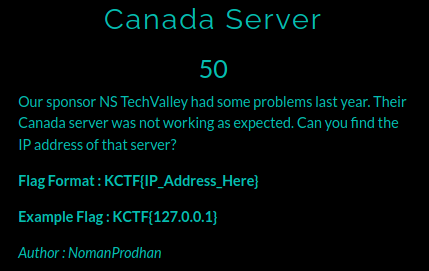 Canada Server
50
Our sponsor NS TechValley had some problems last year. Their
Canada server was not working as expected. Can you find the
IP address of that server?
Flag Format : KCTF{IP_Address_Here}
Example Flag : KCTF{127.0.0.1}
Author : NomanProdhan